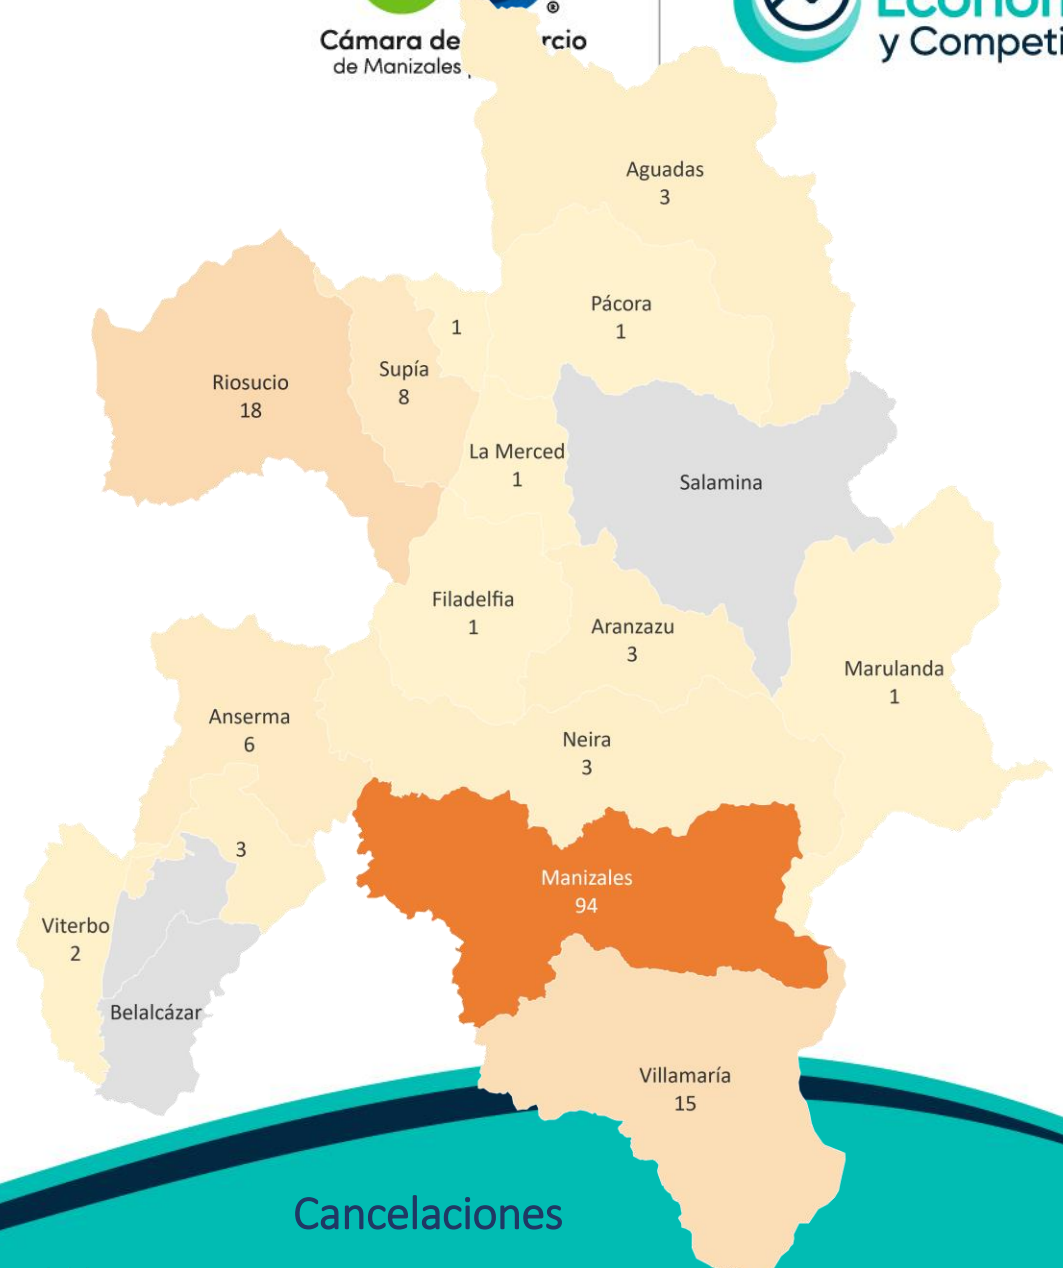 ®
Cámara de
rcio
de Manizales
y Competi
Aguadas
3
Pácora
1
1
Supía
8
Riosucio
18
La Merced
1
Salamina
Filadelfia
1
Aranzazu
3
Marulanda
1
Anserma
6
Neira
3
3
Manizales
94
Viterbo
2
Belalcázar
Villamaría
15
Cancelaciones